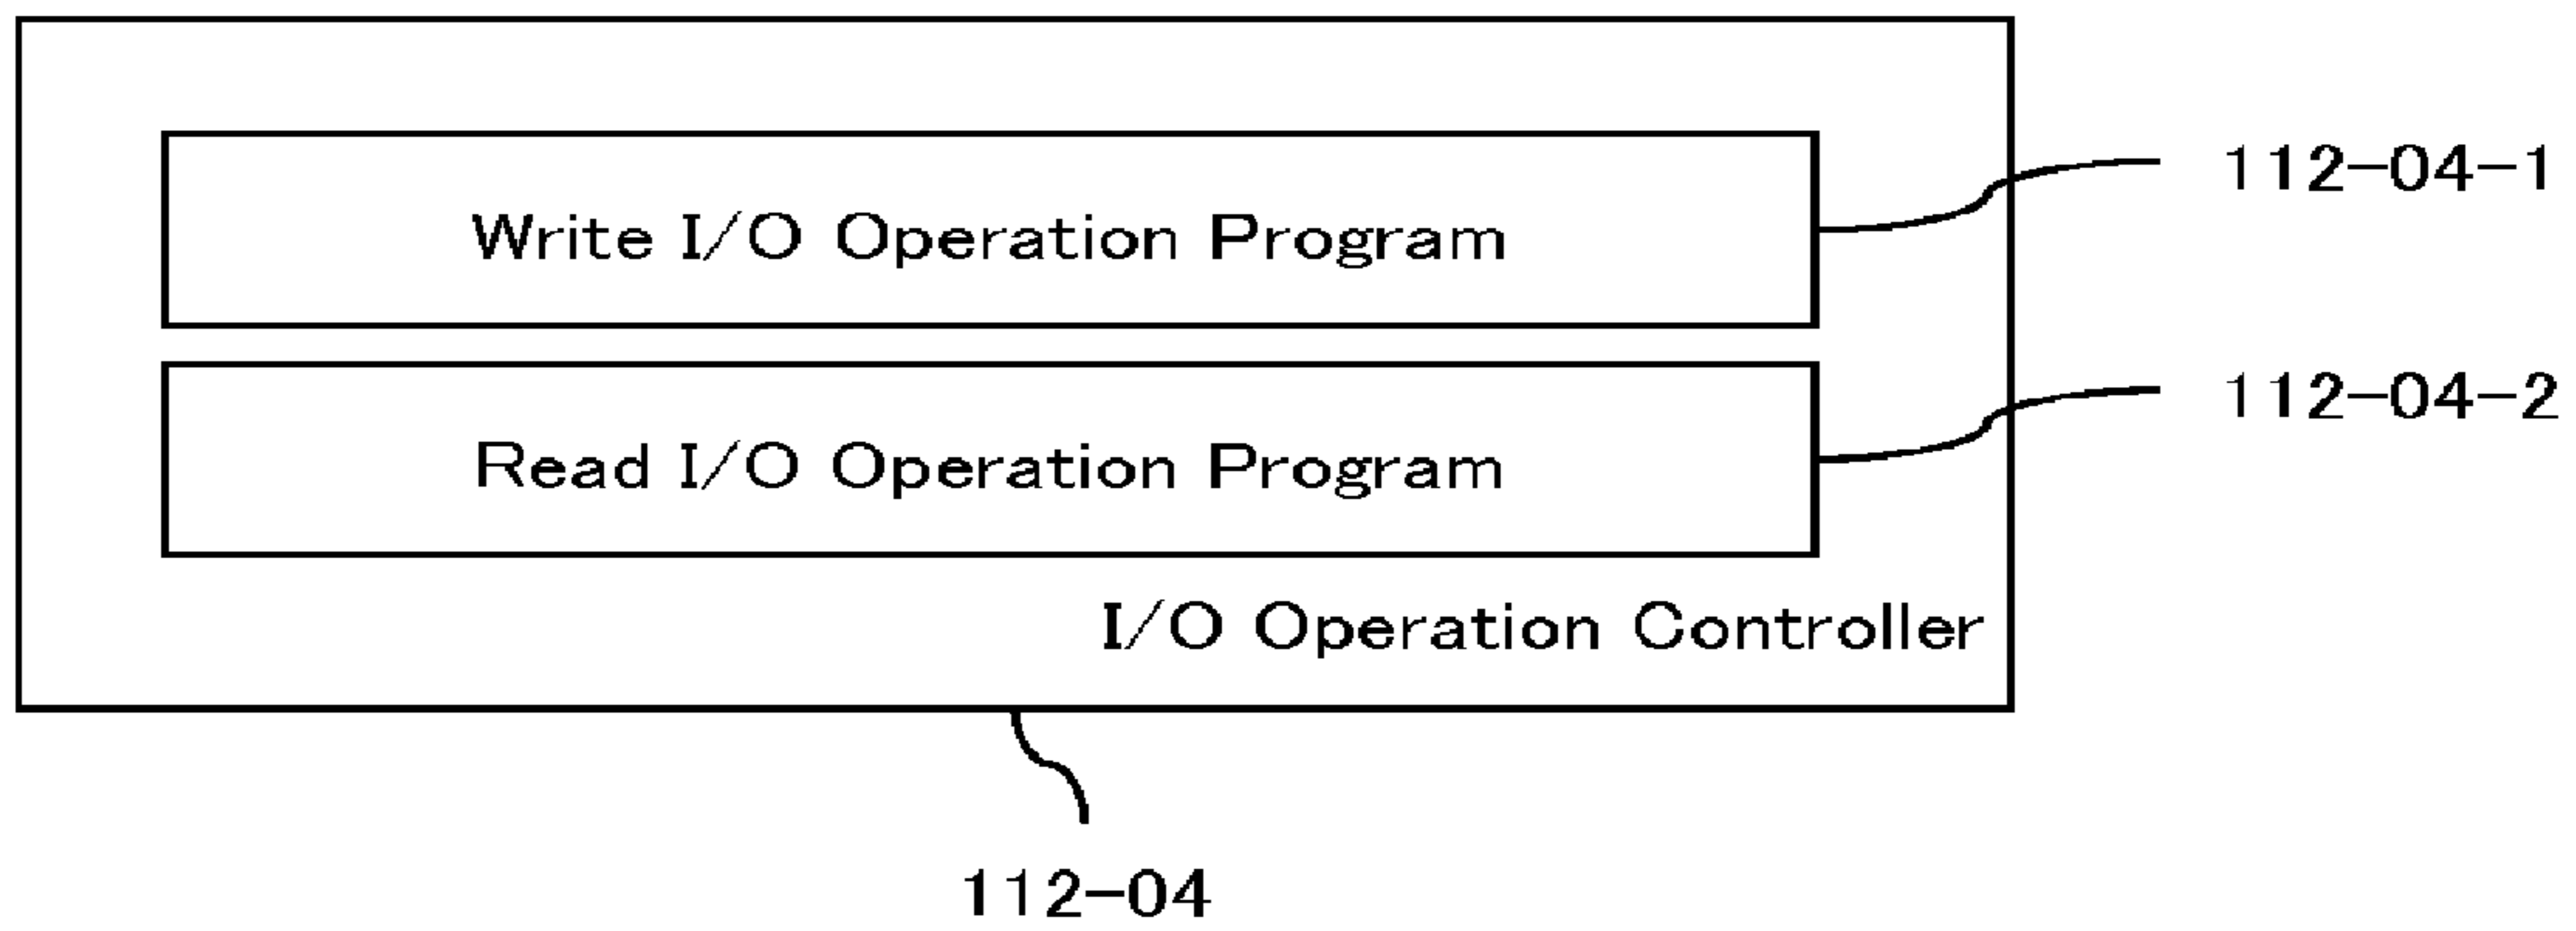 112-04-1
Write I/O Operation Program
112-04-2
Read I/O Operation Program
I/O Operation Controller
112-04